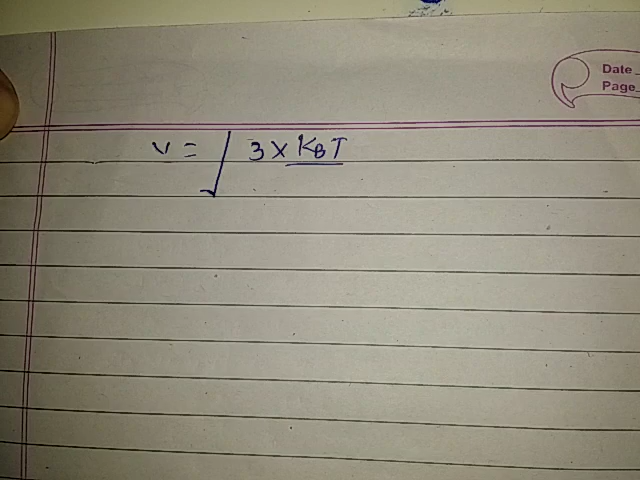 Date
Page
v = √ 3 x KBT